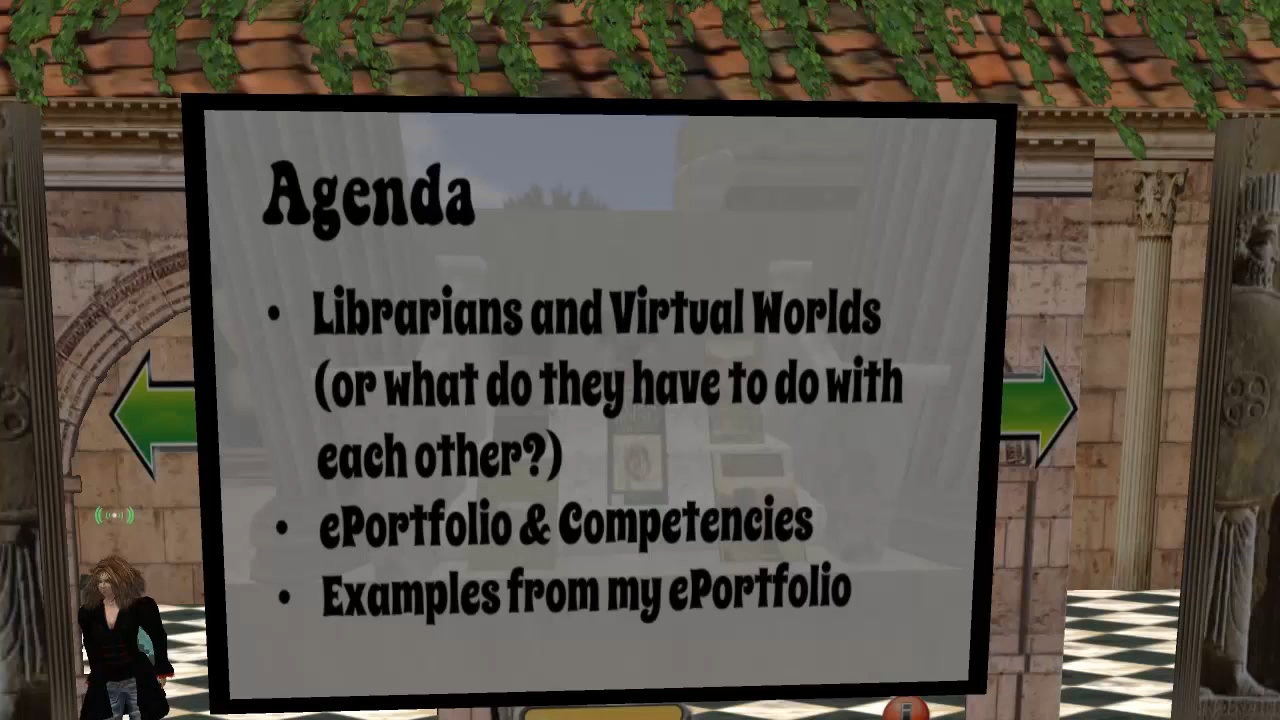 Agenda
• Librarians and Virtual Worlds
(or what do they have to do with
each other?)
• ePortfolio & Competencies
• Examples from my ePortfolio